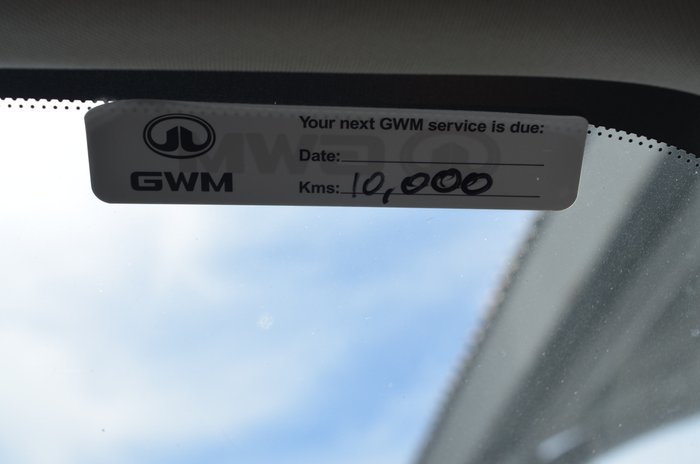 Your next GWM service is due:
Date:
GWM
Kms: 10,000